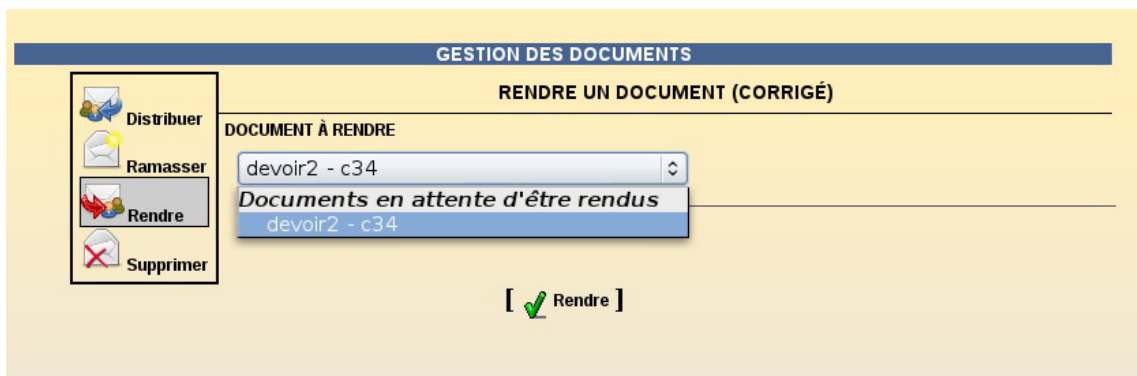 GESTION DES DOCUMENTS
Distribuer
Ramasser
Rendre
Supprimer
RENDRE UN DOCUMENT (CORRIGÉ)
DOCUMENT À RENDRE
devoir2 - c34
Documents en attente d'être rendus
devoir2 - c34
[ Rendre ]